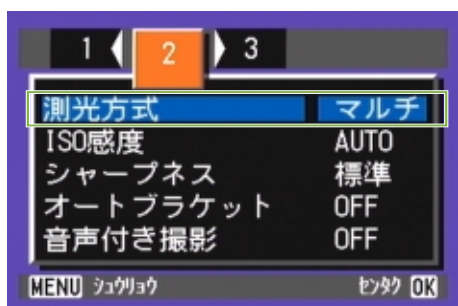 1 2 3
測光方式 マルチ
ISO感度 AUTO
シャープネス 標準
オートブラケット OFF
音声付き撮影 OFF
MENU シュウリョウ センタク OK